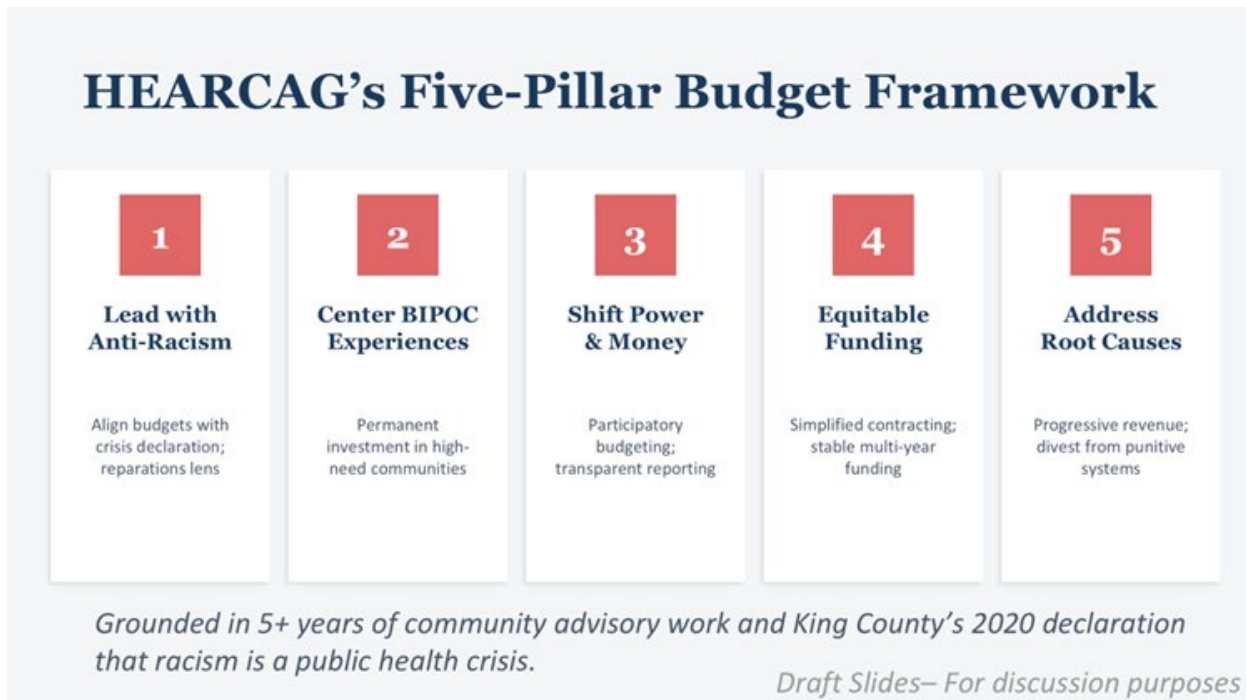 HEARCAG’s Five-Pillar Budget Framework
1
Lead with
Anti-Racism
Align budgets with
crisis declaration;
reparations lens
2
Center BIPOC
Experiences
Permanent
investment in high-
need communities
3
Shift Power
& Money
Participatory
budgeting;
transparent reporting
4
Equitable
Funding
Simplified contracting;
stable multi-year
funding
5
Address
Root Causes
Progressive revenue;
divest from punitive
systems
Grounded in 5+ years of community advisory work and King County’s 2020 declaration
that racism is a public health crisis.
Draft Slides– For discussion purposes